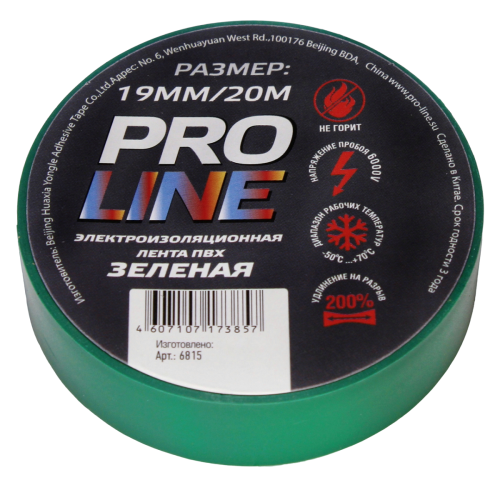 РАЗМЕР:
19ММ/20М
PRO
LINE
ЭЛЕКТРОИЗОЛЯЦИОННАЯ
ЛЕНТА ПВХ
ЗЕЛЕНАЯ
4 607107 173857
Изготовлено:
Арт.: 6815
НЕ ГОРИТ
НАПРЯЖЕНИЕ ПРОБОЯ 6000V
ДИАПАЗОН РАБОЧИХ ТЕМПЕРАТУР
-50°C ...+70°C
УДЛИНЕНИЕ НА РАЗРЫВ
200%
Изготовитель: Beijing Huaxia Yongle Adhesive Tape Co.,Ltd.Адрес: No. 6, Wenhuayuan West Rd.,100176 Beijing BDA, China www.pro-line.su Сделано в Китае. Срок годности 3 года